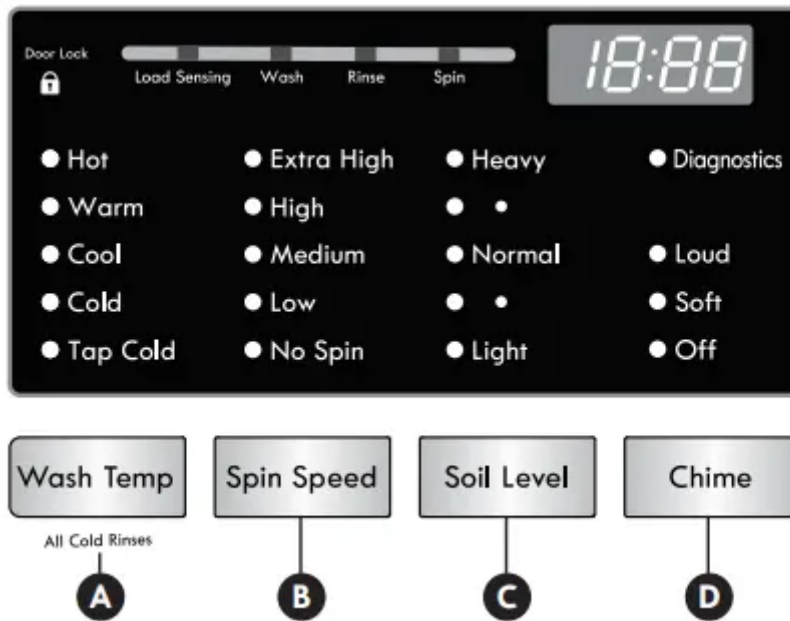 Door Lock
Load Sensing Wash Rinse Spin
18:88
Hot Extra High Heavy Diagnostics
Warm High
Cool Medium Normal Loud
Cold Low Soft
Tap Cold No Spin Light Off
Wash Temp Spin Speed Soil Level Chime
All Cold Rinses
A B C D